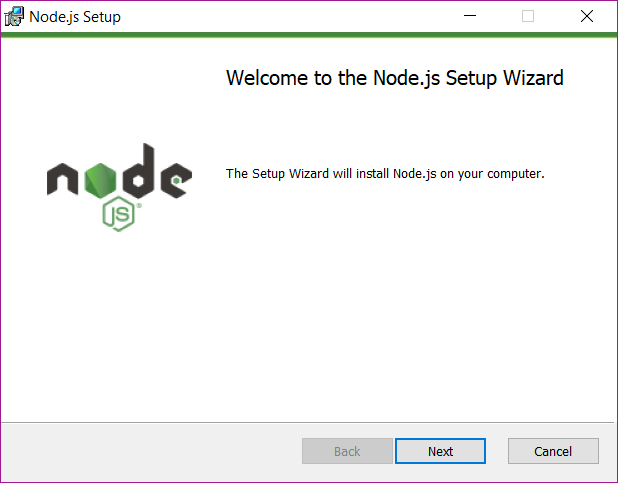 Node.js Setup
Welcome to the Node.js Setup Wizard
The Setup Wizard will install Node.js on your computer.
node
JS
Back
Next
Cancel